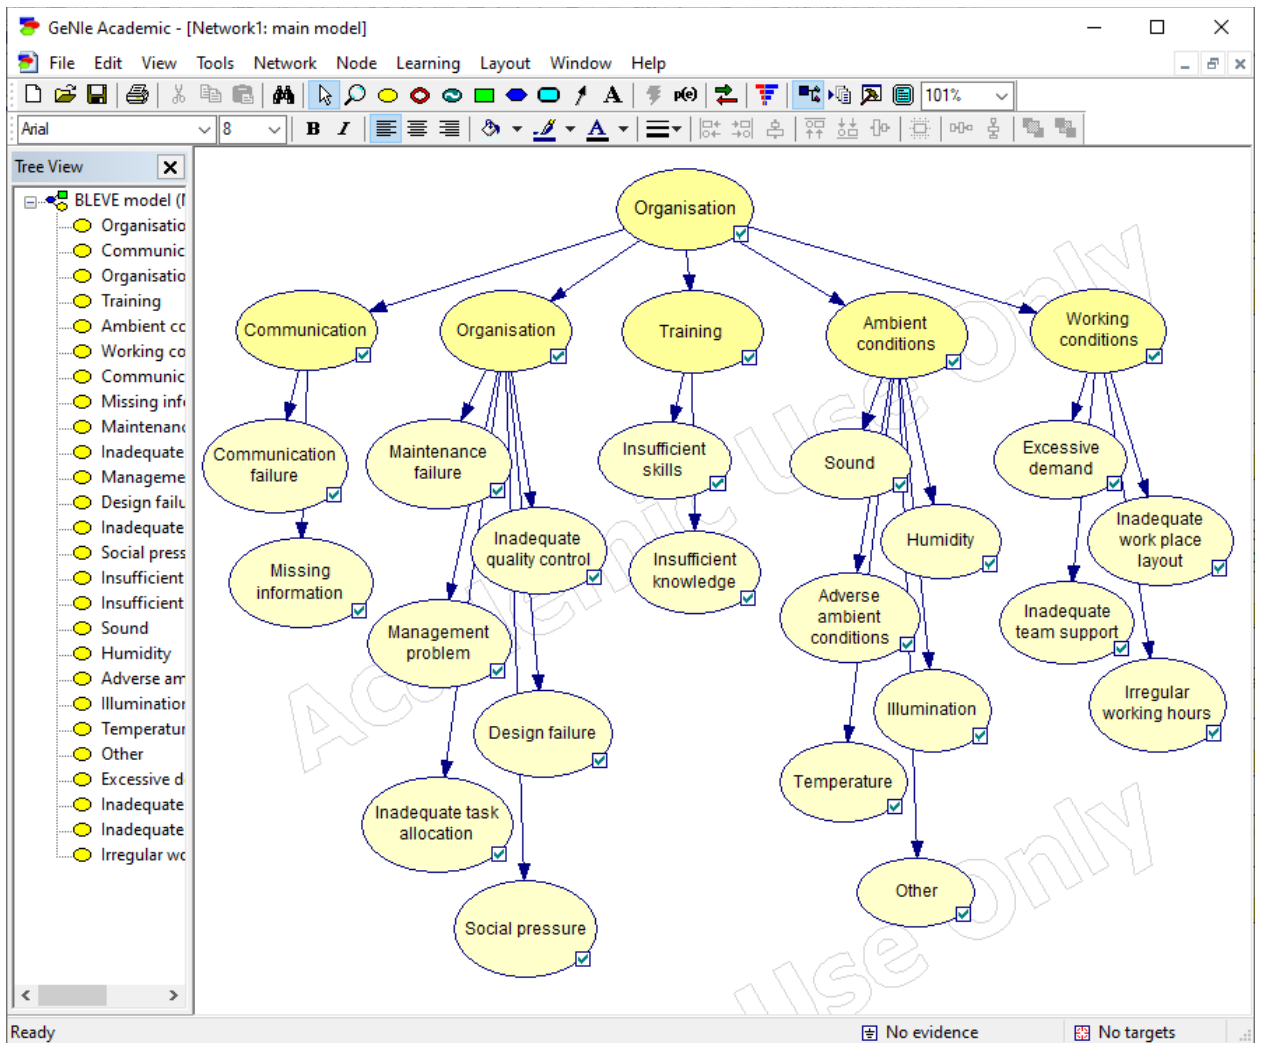 GeNIe Academic - [Network1: main model]
File Edit View Tools Network Node Learning Layout Window Help
p(e)
101%
Arial 8 B I A
Tree View
BLEVE model (I
Organisatio
Communic
Organisatio
Training
Ambient cc
Working co
Communic
Missing info
Maintenanc
Inadequate
Manageme
Design failu
Inadequate
Social press
Insufficient
Insufficient
Sound
Humidity
Adverse am
Illumination
Temperatur
Other
Excessive d
Inadequate
Inadequate
Irregular wc
Organisation
Communication
Organisation
Training
Ambient
conditions
Working
conditions
Communication
failure
Maintenance
failure
Insufficient
skills
Sound
Excessive
demand
Missing
information
Inadequate
quality control
Insufficient
knowledge
Humidity
Inadequate
work place
layout
Management
problem
Adverse
ambient
conditions
Inadequate
team support
Design failure
Illumination
Irregular
working hours
Inadequate task
allocation
Temperature
Social pressure
Other
Academic Use Only
Use Only
Ready
No evidence
No targets